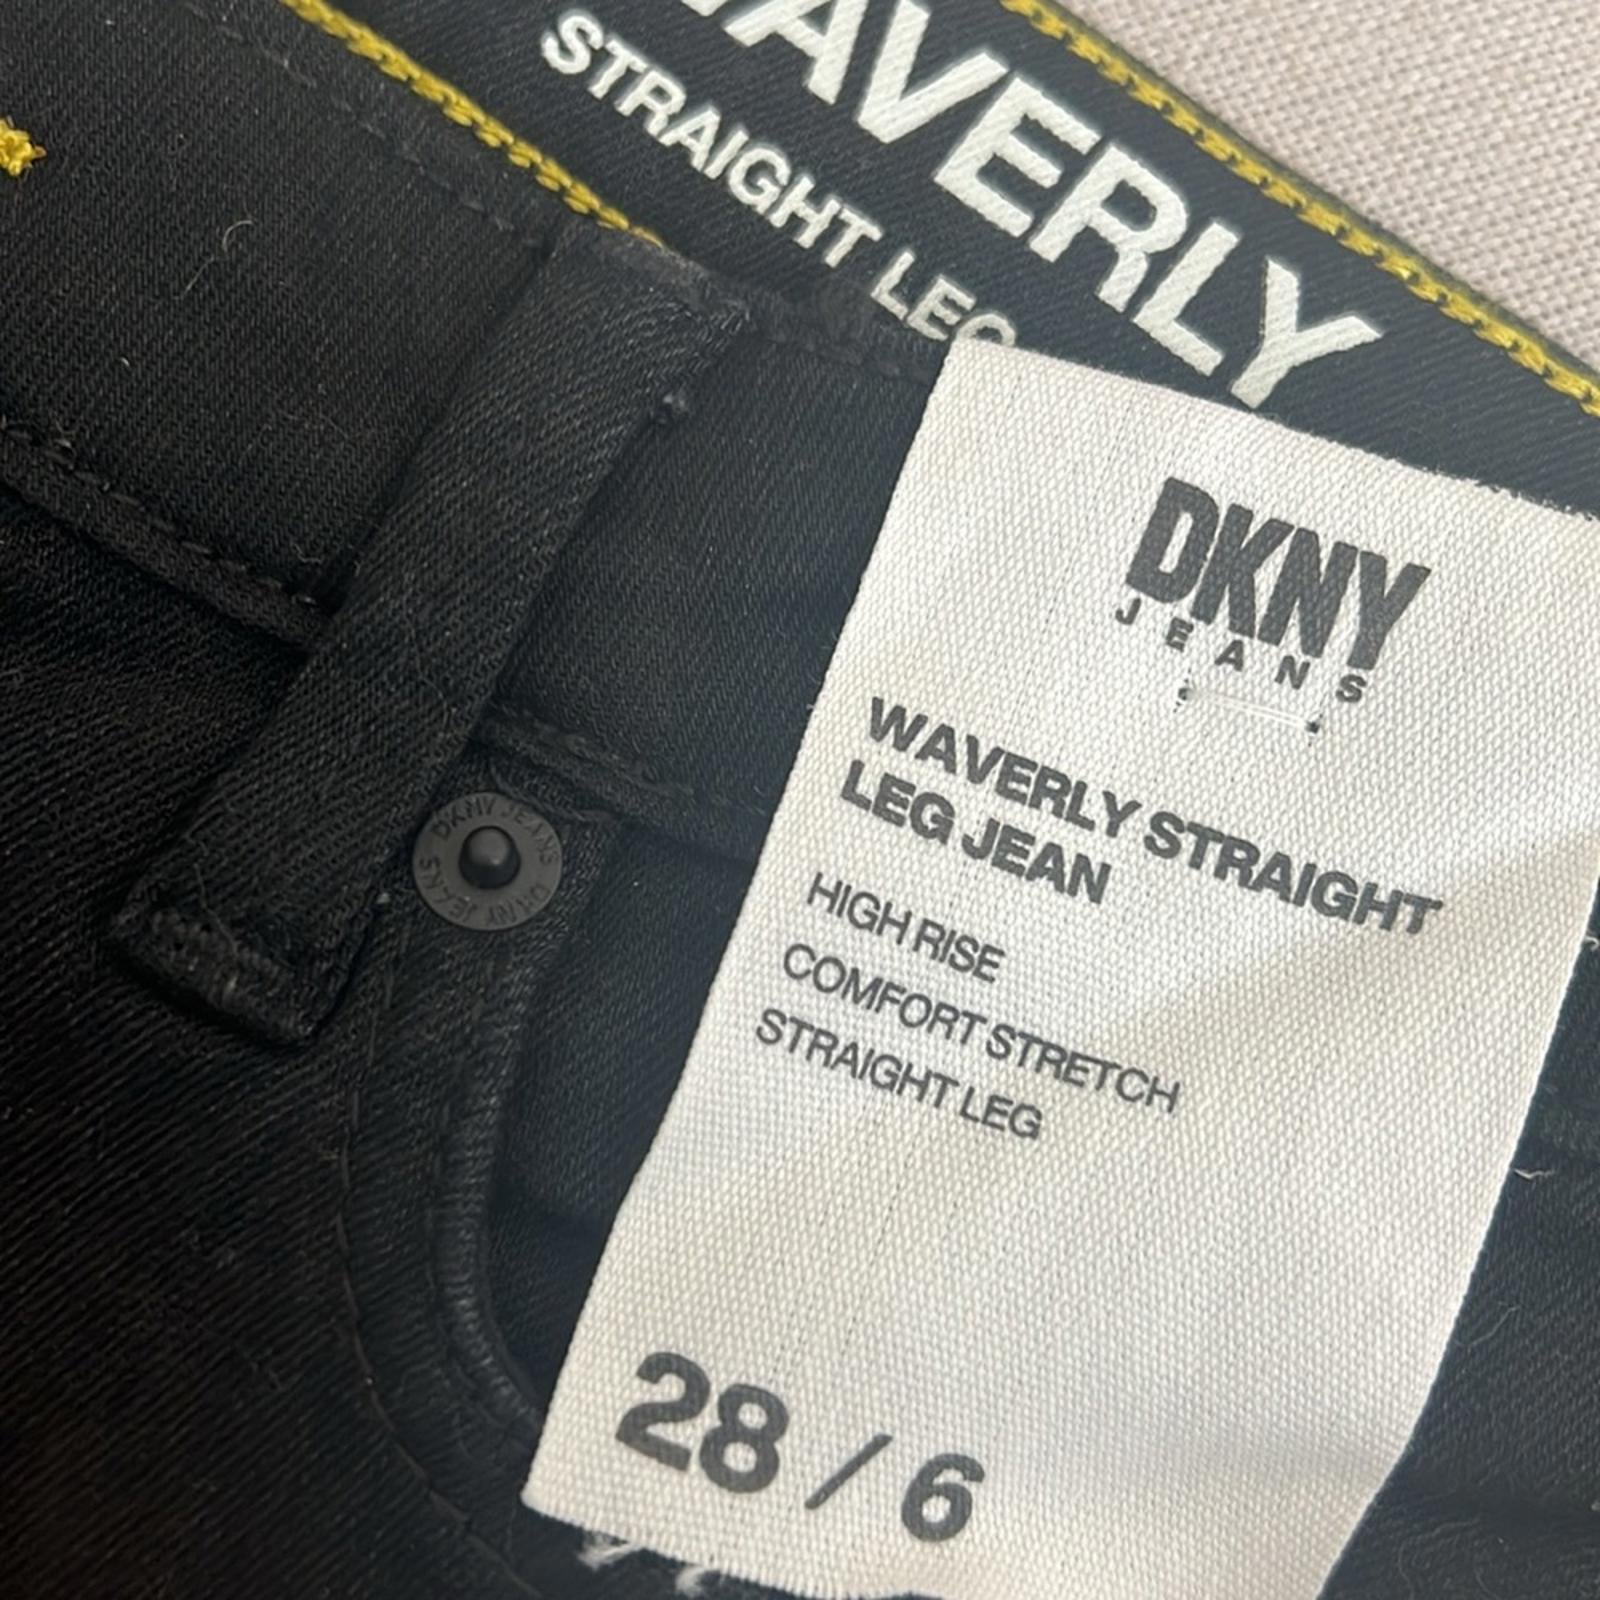 WAVERLY
STRAIGHT LEG
DKNY
JEANS
WAVERLY STRAIGHT
LEG JEAN
HIGH RISE
COMFORT STRETCH
STRAIGHT LEG
28 / 6
DKNY JEANS DKNY JEANS